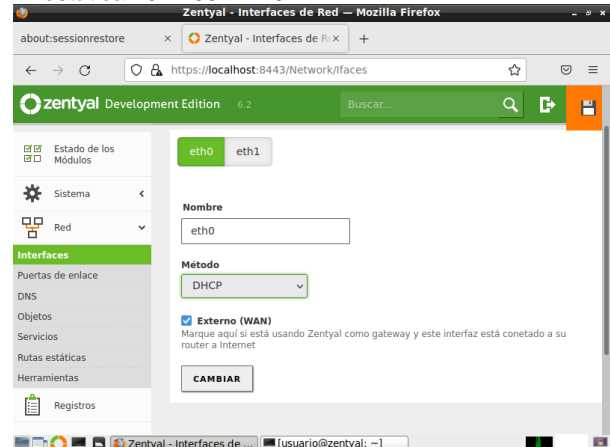 Zentyal - Interfaces de Red — Mozilla Firefox
about:sessionrestore
Zentyal - Interfaces de R
https://localhost:8443/Network/Ifaces
zentyal Development Edition 6.2
Buscar...
Estado de los
Módulos
Sistema
Red
Interfaces
Puertas de enlace
DNS
Objetos
Servicios
Rutas estáticas
Herramientas
Registros
eth0 eth1
Nombre
eth0
Método
DHCP
Externo (WAN)
Marque aquí si está usando Zentyal como gateway y este interfaz está conetado a su
router a Internet
CAMBIAR
Zentyal - Interfaces de ...
[usuario@zentyal: ~]